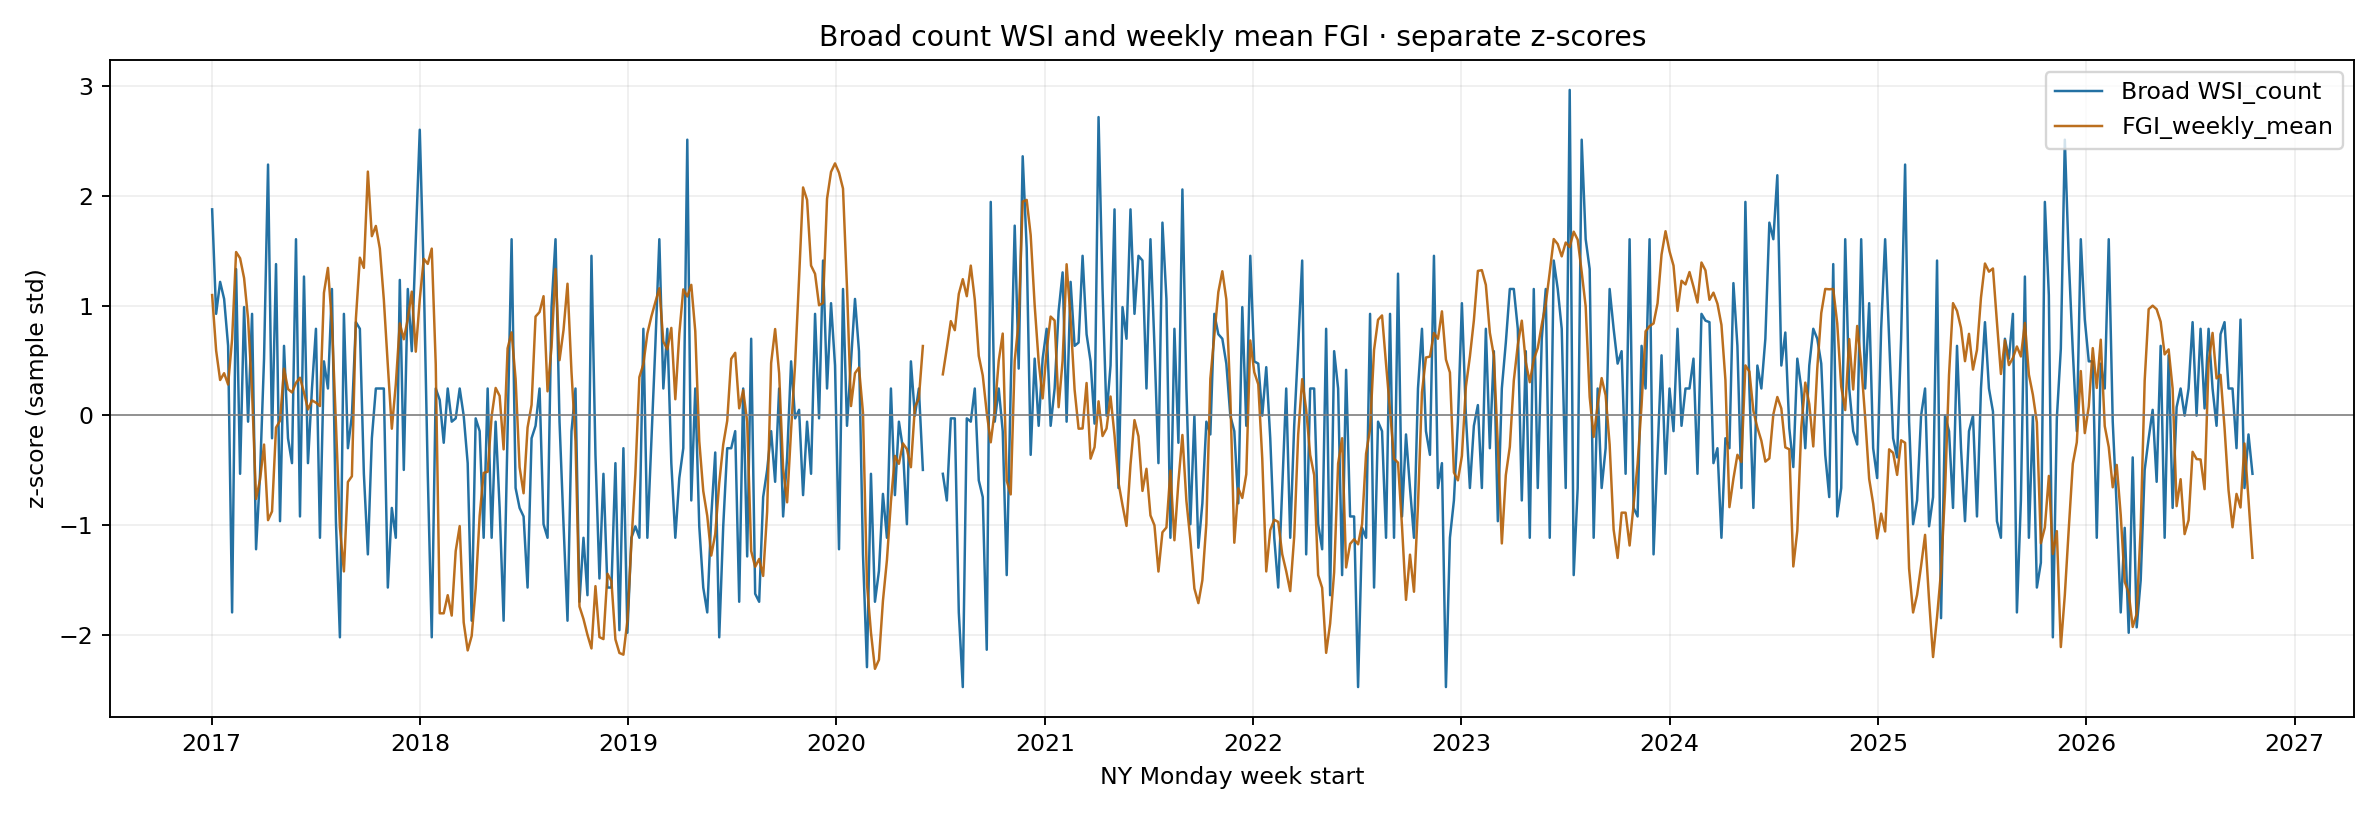 Broad count WSI and weekly mean FGI · separate z-scores
Broad WSI_count
FGI_weekly_mean
z-score (sample std)
3
2
1
0
−1
−2
2017 2018 2019 2020 2021 2022 2023 2024 2025 2026 2027
NY Monday week start